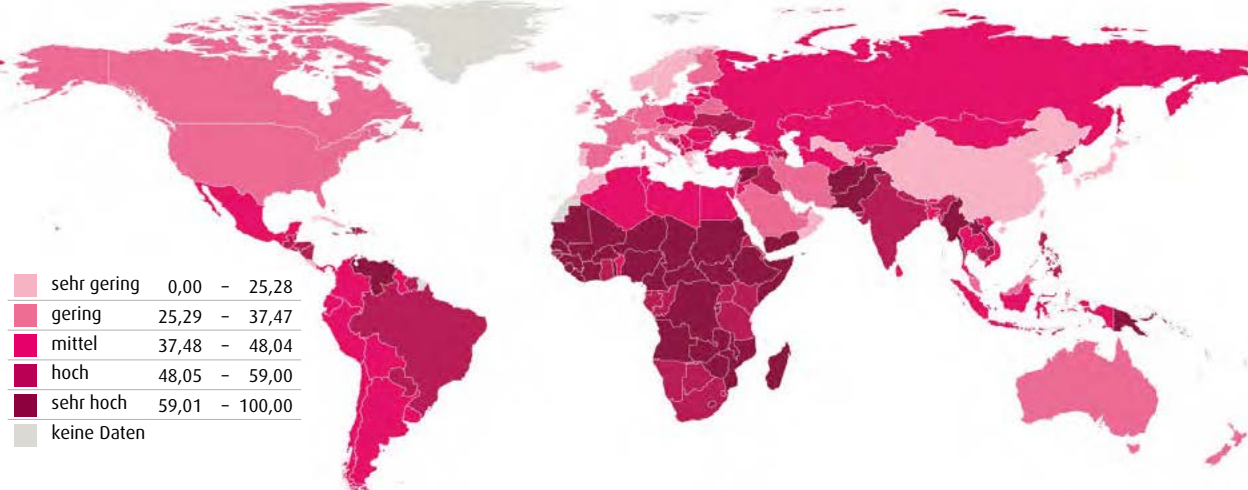 sehr gering 0,00 – 25,28
gering 25,29 – 37,47
mittel 37,48 – 48,04
hoch 48,05 – 59,00
sehr hoch 59,01 – 100,00
keine Daten